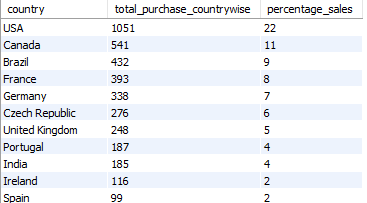 country total_purchase_countrywise percentage_sales
USA 1051 22
Canada 541 11
Brazil 432 9
France 393 8
Germany 338 7
Czech Republic 276 6
United Kingdom 248 5
Portugal 187 4
India 185 4
Ireland 116 2
Spain 99 2